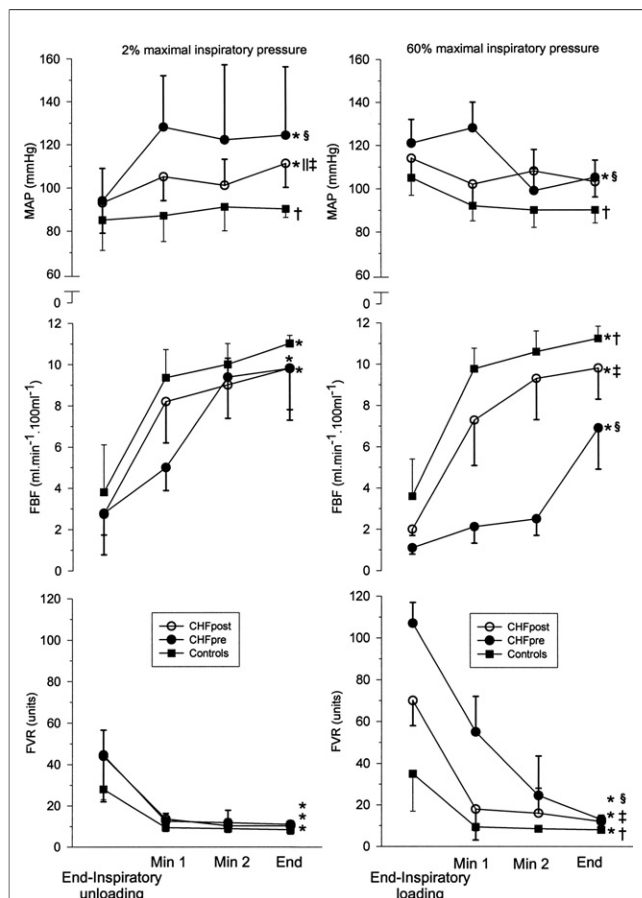 2% maximal inspiratory pressure
60% maximal inspiratory pressure
MAP (mmHg)
160
140
120
100
80
60
0
* §
* ||‡
†
MAP (mmHg)
160
140
120
100
80
60
0
* §
†
FBF (ml.min⁻¹.100ml⁻¹)
12
10
8
6
4
2
0
*
*
*
FBF (ml.min⁻¹.100ml⁻¹)
12
10
8
6
4
2
0
* †
* ‡
* §
FVR (units)
120
100
80
60
40
20
0
CHFpost
CHFpre
Controls
*
*
*
End-Inspiratory
unloading
Min 1
Min 2
End
FVR (units)
120
100
80
60
40
20
0
CHFpost
CHFpre
Controls
* §
* ‡
* †
End-Inspiratory
loading
Min 1
Min 2
End